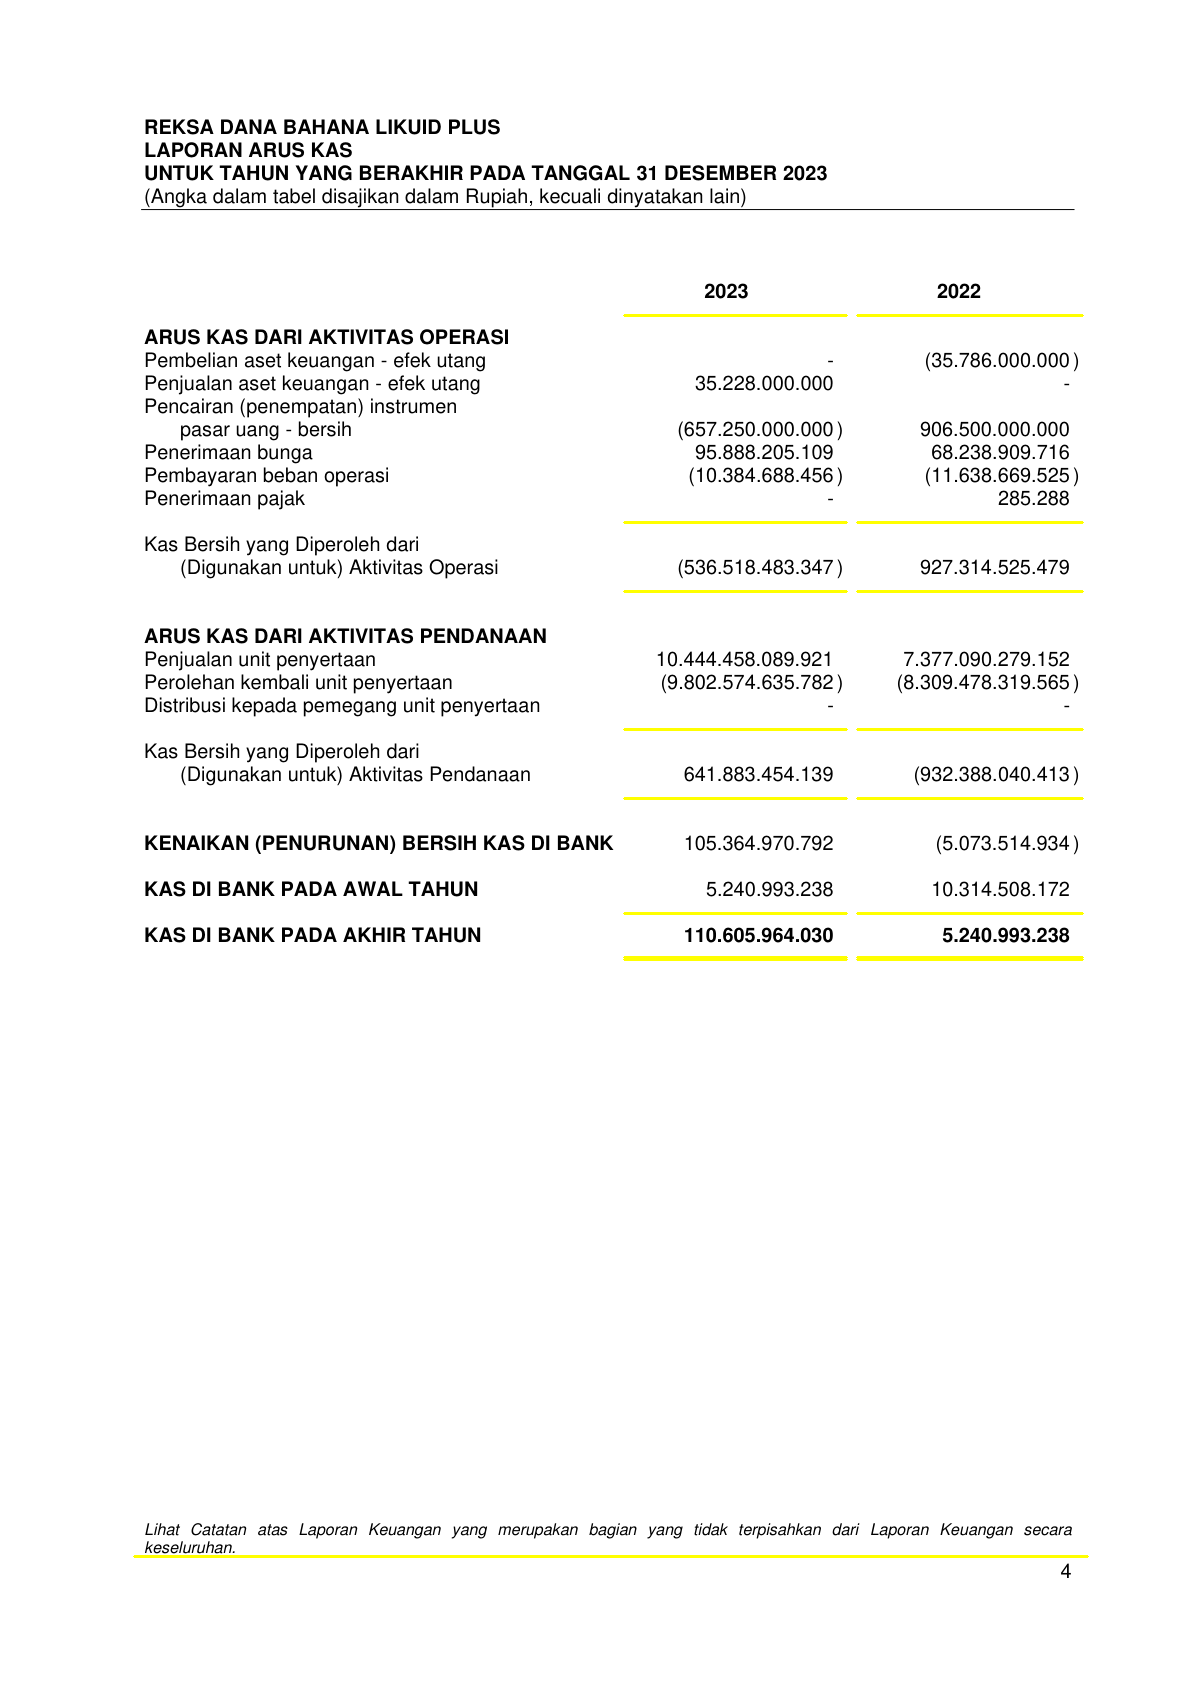 REKSA DANA BAHANA LIKUID PLUS
LAPORAN ARUS KAS
UNTUK TAHUN YANG BERAKHIR PADA TANGGAL 31 DESEMBER 2023
(Angka dalam tabel disajikan dalam Rupiah, kecuali dinyatakan lain)
2023 2022
ARUS KAS DARI AKTIVITAS OPERASI
Pembelian aset keuangan - efek utang - (35.786.000.000)
Penjualan aset keuangan - efek utang 35.228.000.000 -
Pencairan (penempatan) instrumen
pasar uang - bersih (657.250.000.000) 906.500.000.000
Penerimaan bunga 95.888.205.109 68.238.909.716
Pembayaran beban operasi (10.384.688.456) (11.638.669.525)
Penerimaan pajak - 285.288
Kas Bersih yang Diperoleh dari
(Digunakan untuk) Aktivitas Operasi (536.518.483.347) 927.314.525.479
ARUS KAS DARI AKTIVITAS PENDANAAN
Penjualan unit penyertaan 10.444.458.089.921 7.377.090.279.152
Perolehan kembali unit penyertaan (9.802.574.635.782) (8.309.478.319.565)
Distribusi kepada pemegang unit penyertaan - -
Kas Bersih yang Diperoleh dari
(Digunakan untuk) Aktivitas Pendanaan 641.883.454.139 (932.388.040.413)
KENAIKAN (PENURUNAN) BERSIH KAS DI BANK 105.364.970.792 (5.073.514.934)
KAS DI BANK PADA AWAL TAHUN 5.240.993.238 10.314.508.172
KAS DI BANK PADA AKHIR TAHUN 110.605.964.030 5.240.993.238
Lihat Catatan atas Laporan Keuangan yang merupakan bagian yang tidak terpisahkan dari Laporan Keuangan secara
keseluruhan.
4